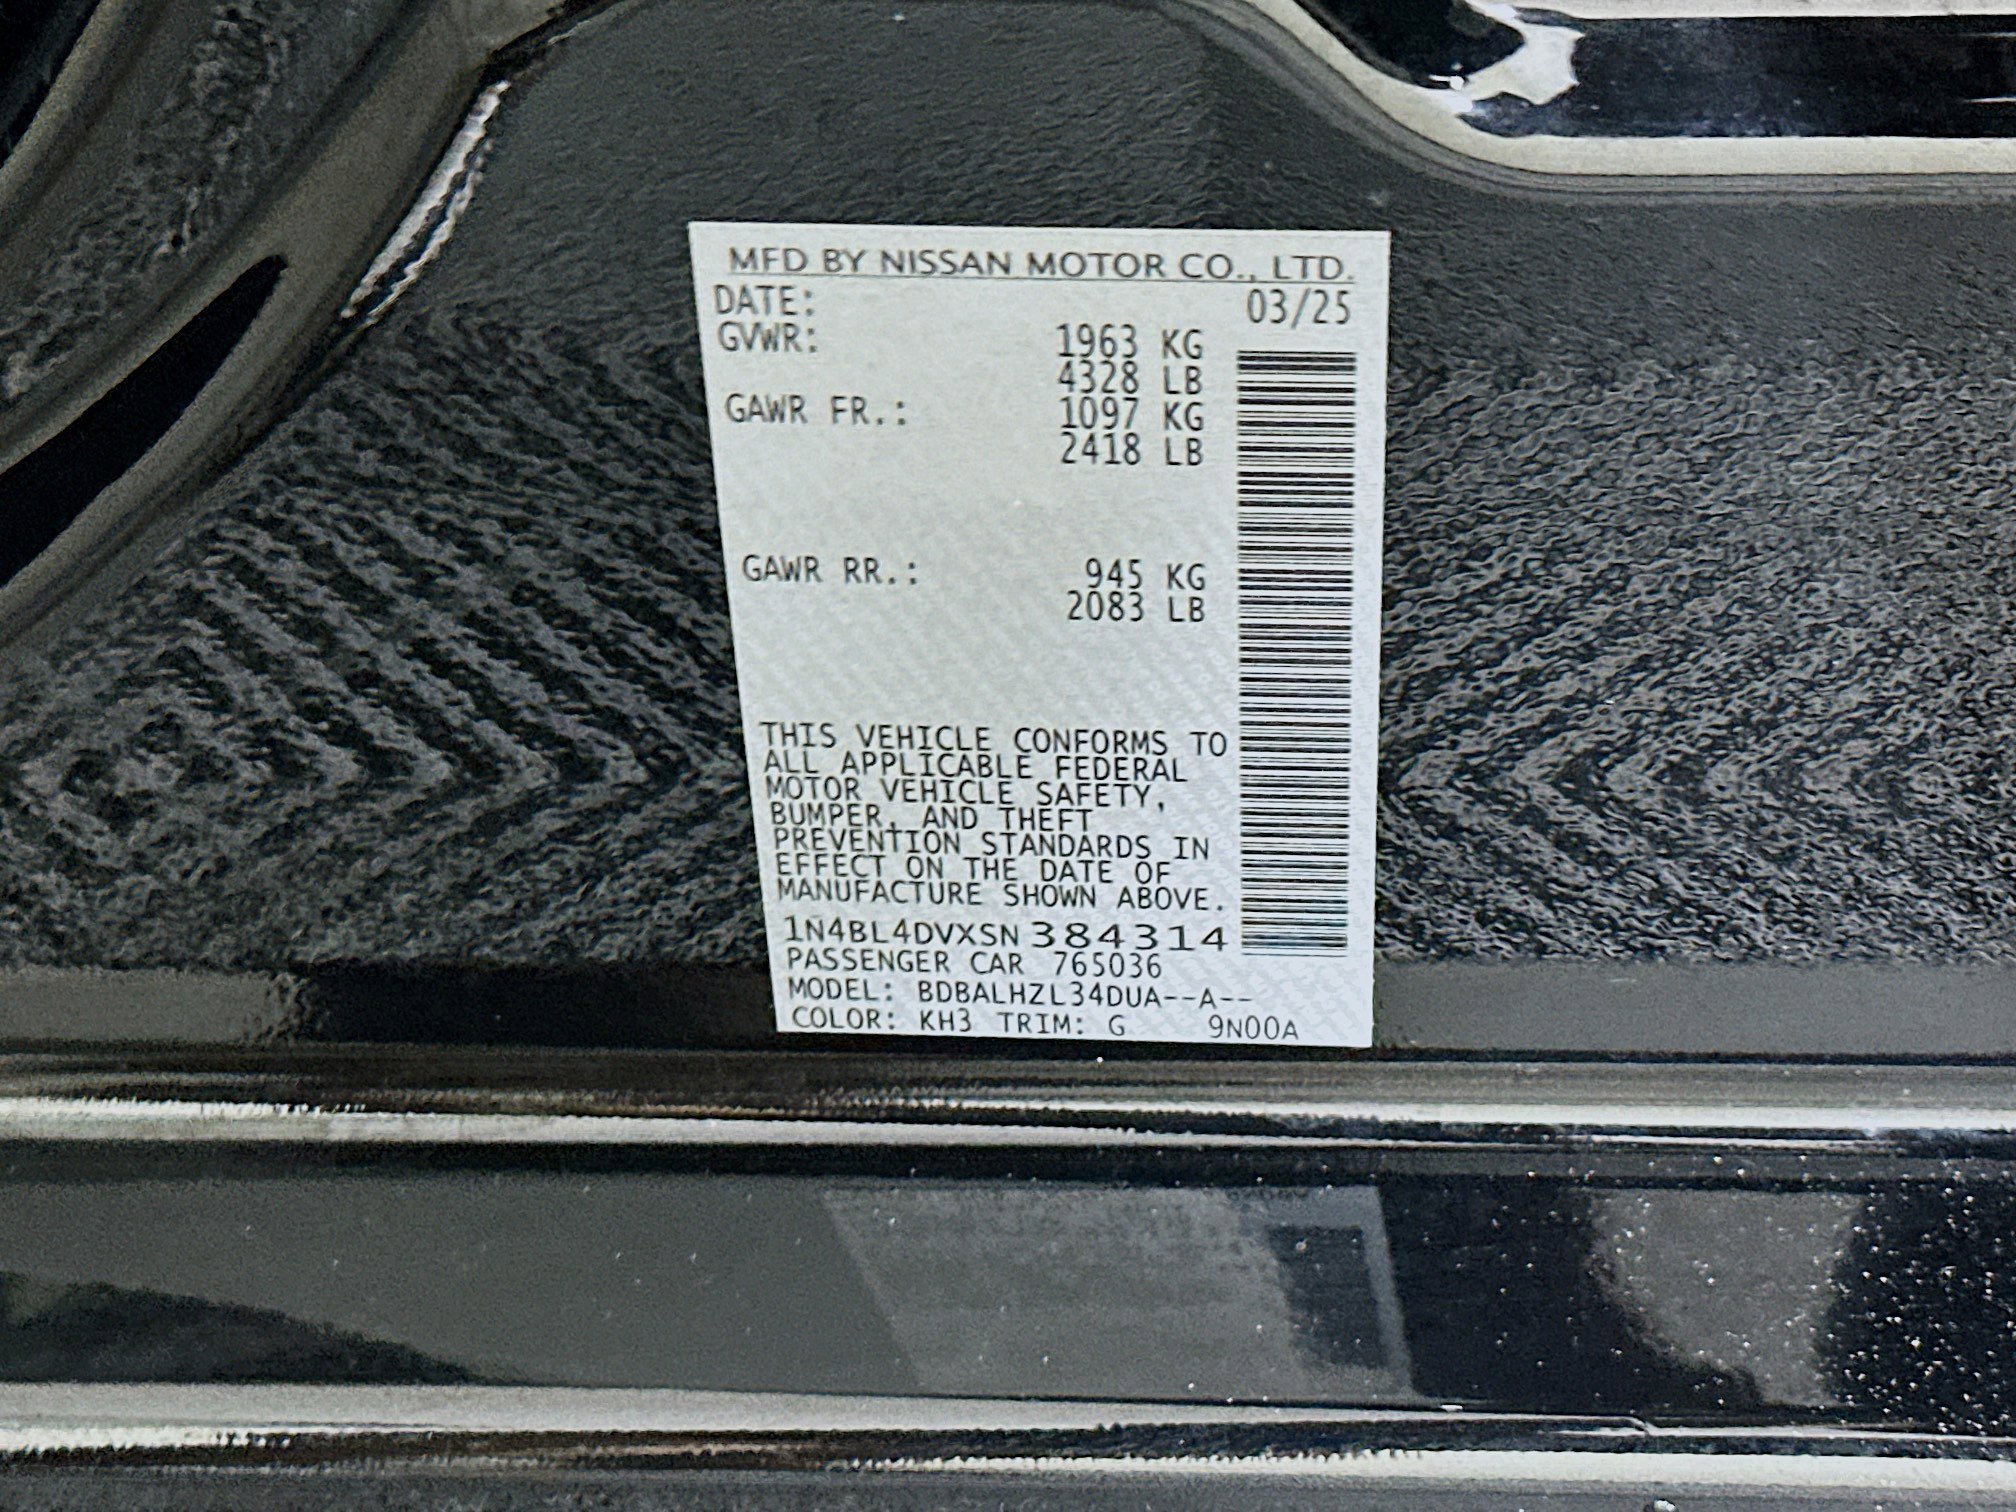 MFD BY NISSAN MOTOR CO., LTD.
DATE: 03/25
GVWR: 1963 KG
4328 LB
GAWR FR.: 1097 KG
2418 LB
GAWR RR.: 945 KG
2083 LB
THIS VEHICLE CONFORMS TO
ALL APPLICABLE FEDERAL
MOTOR VEHICLE SAFETY,
BUMPER, AND THEFT
PREVENTION STANDARDS IN
EFFECT ON THE DATE OF
MANUFACTURE SHOWN ABOVE.
1N4BL4DVXSN384314
PASSENGER CAR 765036
MODEL: BDBALHZL34DUA--A--
COLOR: KH3 TRIM: G 9N00A